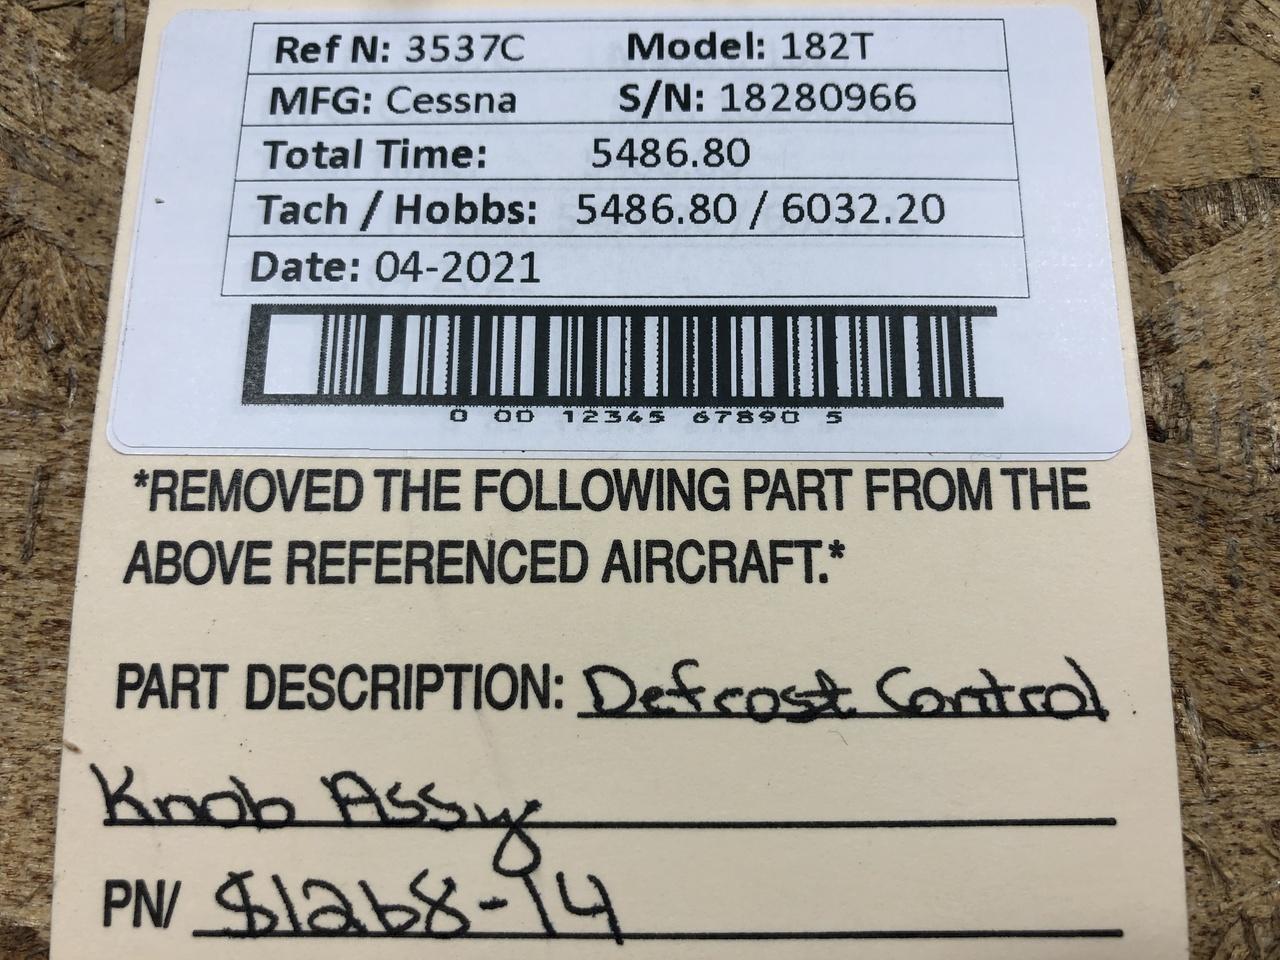 Ref N: 3537C Model: 182T
MFG: Cessna S/N: 18280966
Total Time: 5486.80
Tach / Hobbs: 5486.80 / 6032.20
Date: 04-2021
0 00 12345 67890 5
*REMOVED THE FOLLOWING PART FROM THE
ABOVE REFERENCED AIRCRAFT.*
PART DESCRIPTION: Defrost Control
Knob Assy
PN/ S1268-14